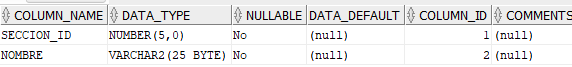 COLUMN_NAME DATA_TYPE NULLABLE DATA_DEFAULT COLUMN_ID COMMENTS
SECCION_ID NUMBER(5,0) No (null) 1 (null)
NOMBRE VARCHAR2(25 BYTE) No (null) 2 (null)